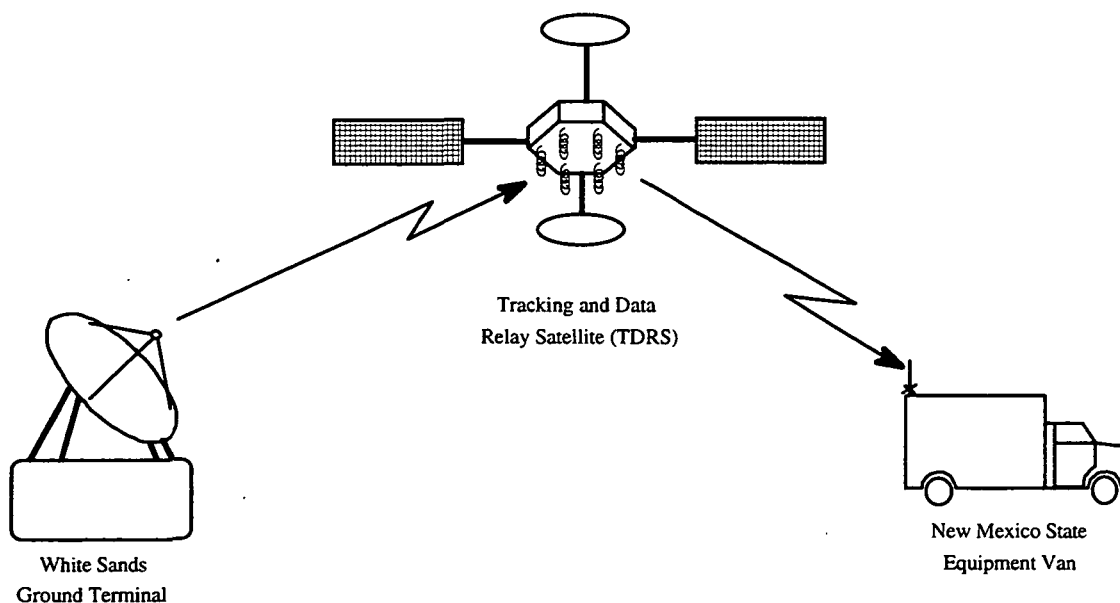 Tracking and Data
Relay Satellite (TDRS)
White Sands
Ground Terminal
New Mexico State
Equipment Van